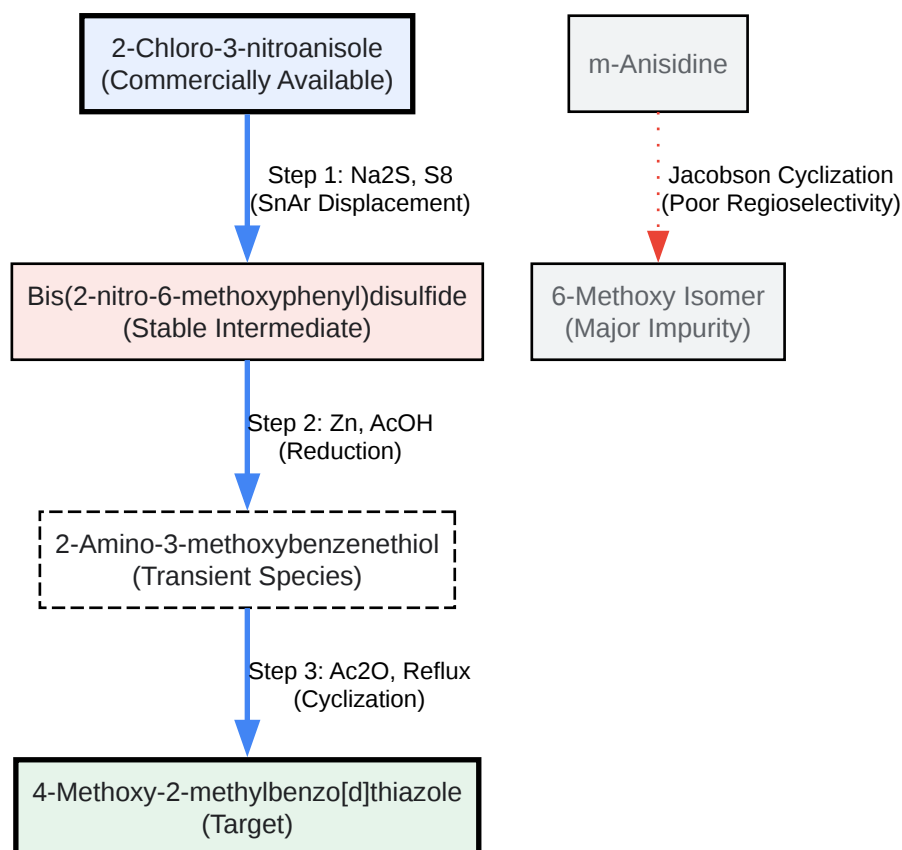 2-Chloro-3-nitroanisole
(Commercially Available)
m-Anisidine
Step 1: Na2S, S8
(SnAr Displacement)
Jacobson Cyclization
(Poor Regioselectivity)
Bis(2-nitro-6-methoxyphenyl)disulfide
(Stable Intermediate)
6-Methoxy Isomer
(Major Impurity)
Step 2: Zn, AcOH
(Reduction)
2-Amino-3-methoxybenzenethiol
(Transient Species)
Step 3: Ac2O, Reflux
(Cyclization)
4-Methoxy-2-methylbenzo[d]thiazole
(Target)